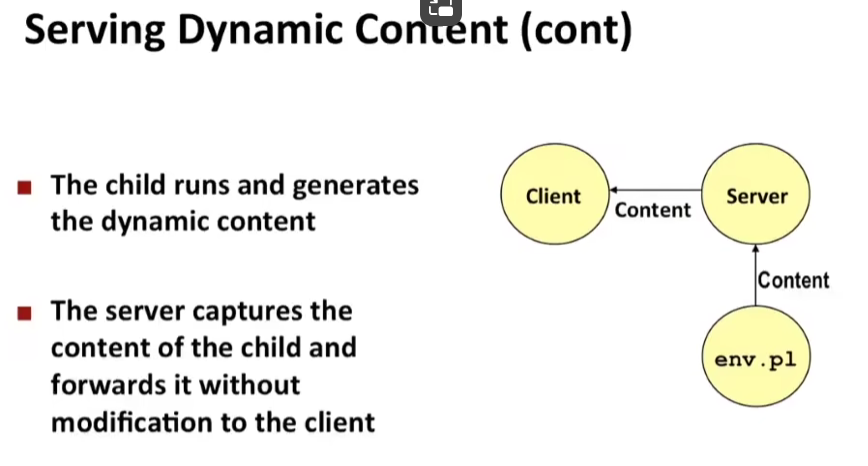 Serving Dynamic Content (cont)
The child runs and generates
the dynamic content
The server captures the
content of the child and
forwards it without
modification to the client
Client
Content
Server
Content
env.pl